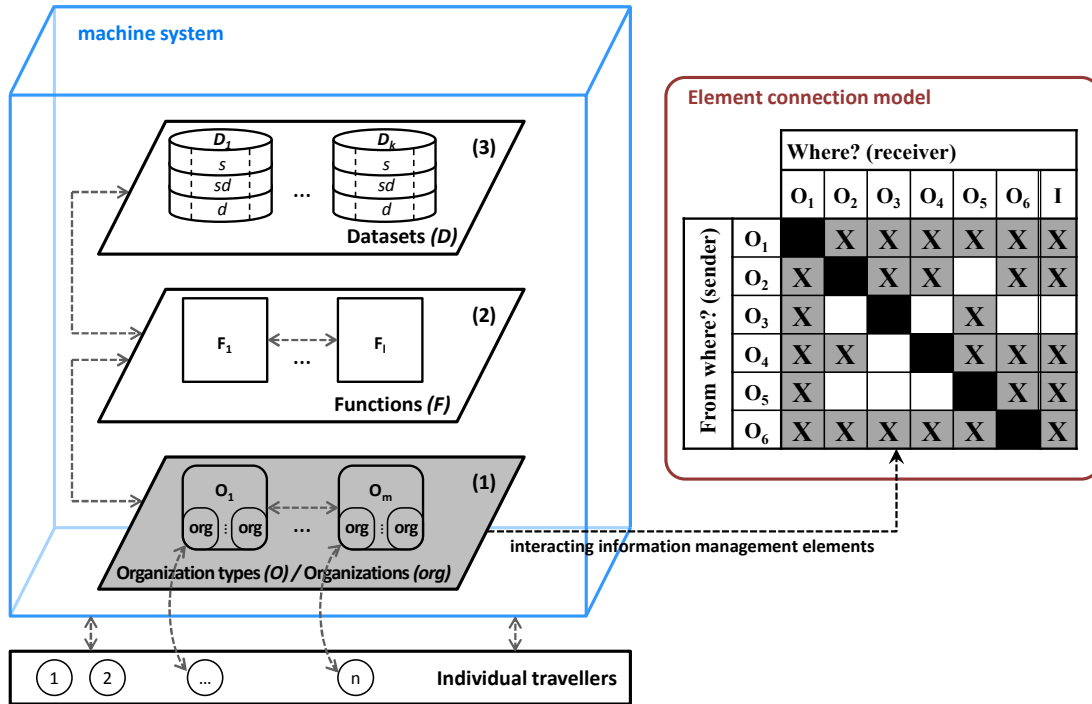 machine system
(3)
D1 Dk
s s
sd ... sd
d d
Datasets (D)
(2)
F1 ... Fl
Functions (F)
(1)
O1 ... Om
org ⋮ org org ⋮ org
Organization types (O) / Organizations (org)
interacting information management elements
1 2 ... n Individual travellers
Element connection model
Where? (receiver)
O1 O2 O3 O4 O5 O6 I
From where? (sender)
O1 X X X X X X
O2 X X X X X
O3 X X
O4 X X X X X
O5 X X X
O6 X X X X X X